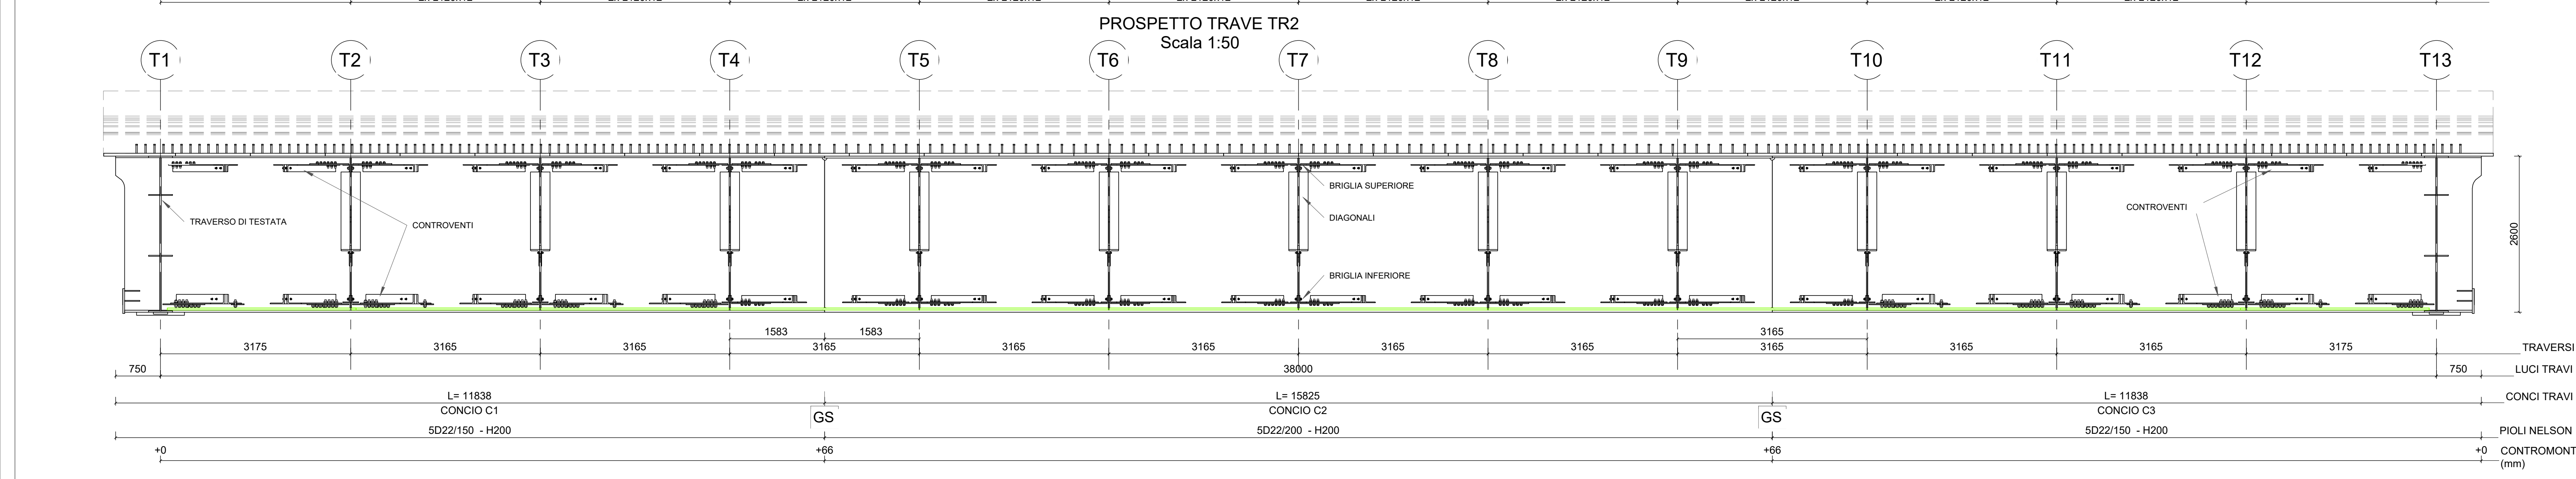 PROSPETTO TRAVE TR2
Scala 1:50
T1 T2 T3 T4 T5 T6 T7 T8 T9 T10 T11 T12 T13
BRIGLIA SUPERIORE
TRAVERSO DI TESTATA
CONTROVENTI
DIAGONALI
CONTROVENTI
2600
BRIGLIA INFERIORE
1583 1583 3165
3175 3165 3165 3165 3165 3165 3165 3165 3165 3165 3165 3175 TRAVERSI
750 38000 750 LUCI TRAVI
L= 11838 L= 15825 L= 11838 CONCI TRAVI
CONCIO C1 GS CONCIO C2 GS CONCIO C3
5D22/150 - H200 5D22/200 - H200 5D22/150 - H200 PIOLI NELSON
+0 +66 +66 +0 CONTROMONT
(mm)